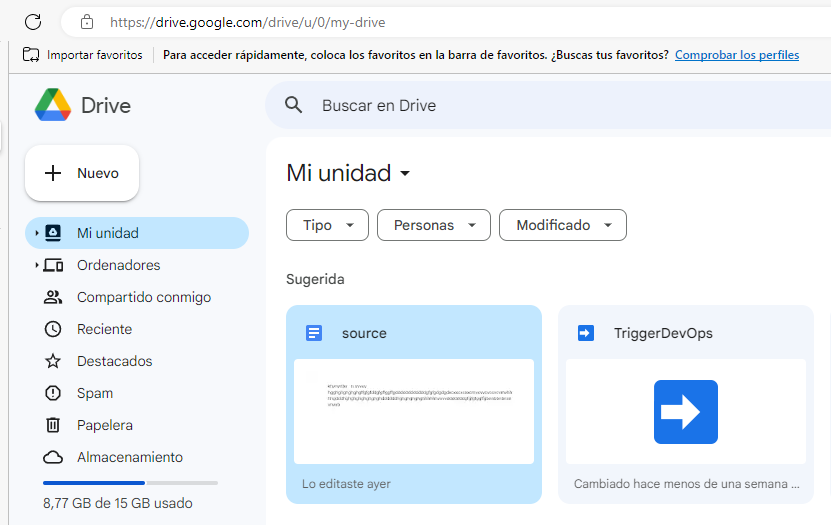 https://drive.google.com/drive/u/0/my-drive
Importar favoritos
Para acceder rápidamente, coloca los favoritos en la barra de favoritos. ¿Buscas tus favoritos? Comprobar los perfiles
Drive
Buscar en Drive
Nuevo
Mi unidad
Ordenadores
Compartido conmigo
Reciente
Destacados
Spam
Papelera
Almacenamiento
8,77 GB de 15 GB usado
Mi unidad
Tipo
Personas
Modificado
Sugerida
source
Lo editaste ayer
TriggerDevOps
Cambiado hace menos de una semana ...